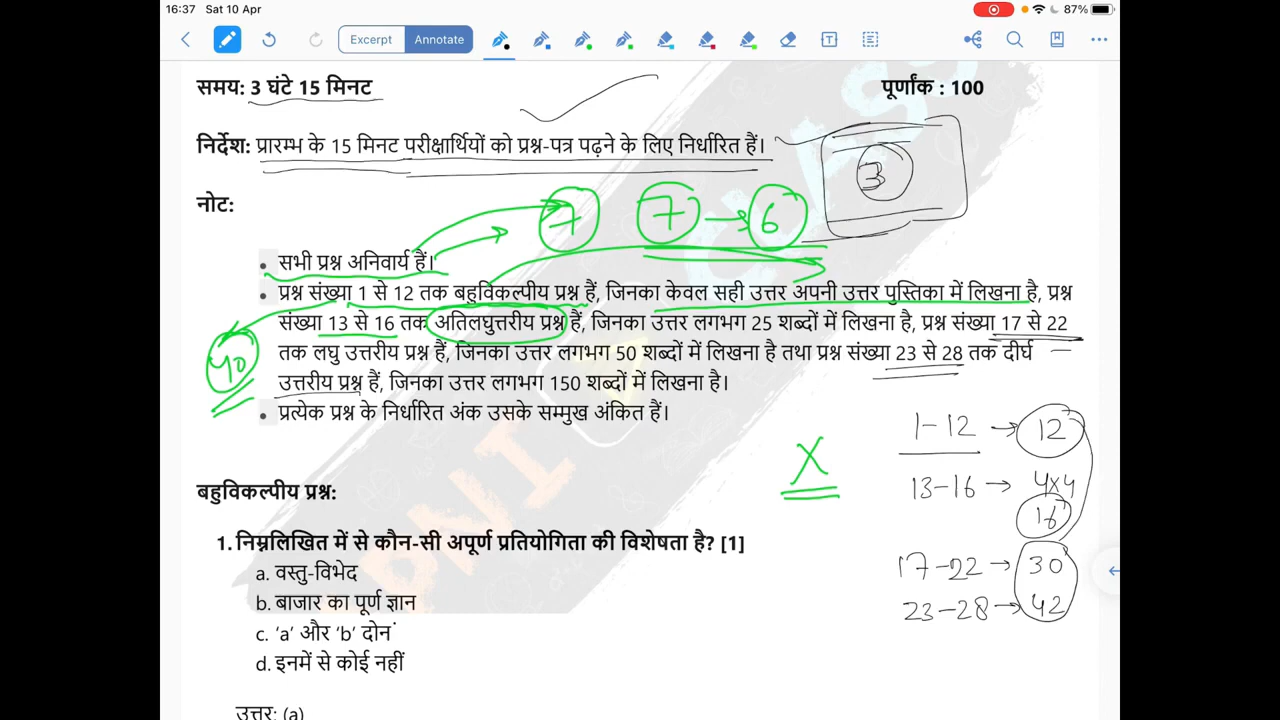 16:37 Sat 10 Apr 87%
Excerpt Annotate
समय: 3 घंटे 15 मिनट पूर्णांक : 100
निर्देश: प्रारम्भ के 15 मिनट परीक्षार्थियों को प्रश्न-पत्र पढ़ने के लिए निर्धारित हैं।
3
नोट:
7 7 → 6
• सभी प्रश्न अनिवार्य हैं।
• प्रश्न संख्या 1 से 12 तक बहुविकल्पीय प्रश्न हैं, जिनका केवल सही उत्तर अपनी उत्तर पुस्तिका में लिखना है, प्रश्न
संख्या 13 से 16 तक अतिलघुत्तरीय प्रश्न हैं, जिनका उत्तर लगभग 25 शब्दों में लिखना है, प्रश्न संख्या 17 से 22
तक लघु उत्तरीय प्रश्न हैं, जिनका उत्तर लगभग 50 शब्दों में लिखना है तथा प्रश्न संख्या 23 से 28 तक दीर्घ
40
उत्तरीय प्रश्न हैं, जिनका उत्तर लगभग 150 शब्दों में लिखना है।
• प्रत्येक प्रश्न के निर्धारित अंक उसके सम्मुख अंकित हैं।
1-12 → 12
X
13-16 → 4x4
16
बहुविकल्पीय प्रश्न:
1. निम्नलिखित में से कौन-सी अपूर्ण प्रतियोगिता की विशेषता है? [1]
17-22 → 30
a. वस्तु-विभेद
b. बाजार का पूर्ण ज्ञान
23-28 → 42
c. ‘a’ और ‘b’ दोन
d. इनमें से कोई नहीं
उत्तर: (a)